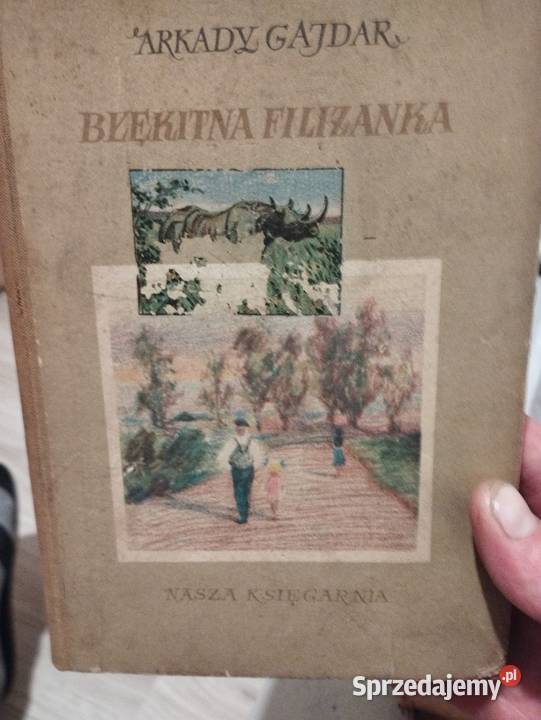 ARKADY GAJDAR
BŁĘKITNA FILIŻANKA
NASZA KSIĘGARNIA
Sprzedajemy.pl